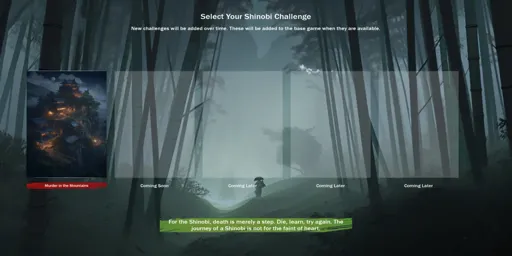 Select Your Shinobi Challenge
New challenges will be added over time. These will be added to the base game when they are available.
Murder in the Mountains
Coming Soon
Coming Later
Coming Later
Coming Later
For the Shinobi, death is merely a step. Die, learn, try again. The
journey of a Shinobi is not for the faint of heart.